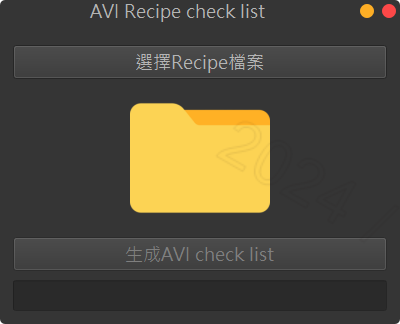 AVI Recipe check list
選擇Recipe檔案
2024
生成AVI check list